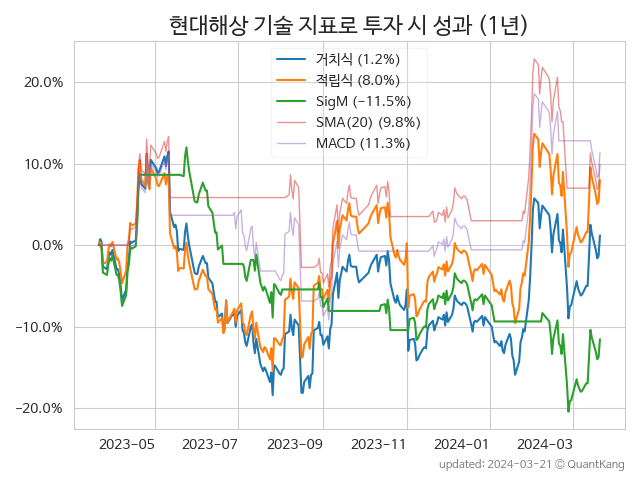 현대해상 기술 지표로 투자 시 성과 (1년)
거치식 (1.2%)
적립식 (8.0%)
SigM (−11.5%)
SMA(20) (9.8%)
MACD (11.3%)
20.0%
10.0%
0.0%
−10.0%
−20.0%
2023-05 2023-07 2023-09 2023-11 2024-01 2024-03
updated: 2024-03-21 © QuantKang